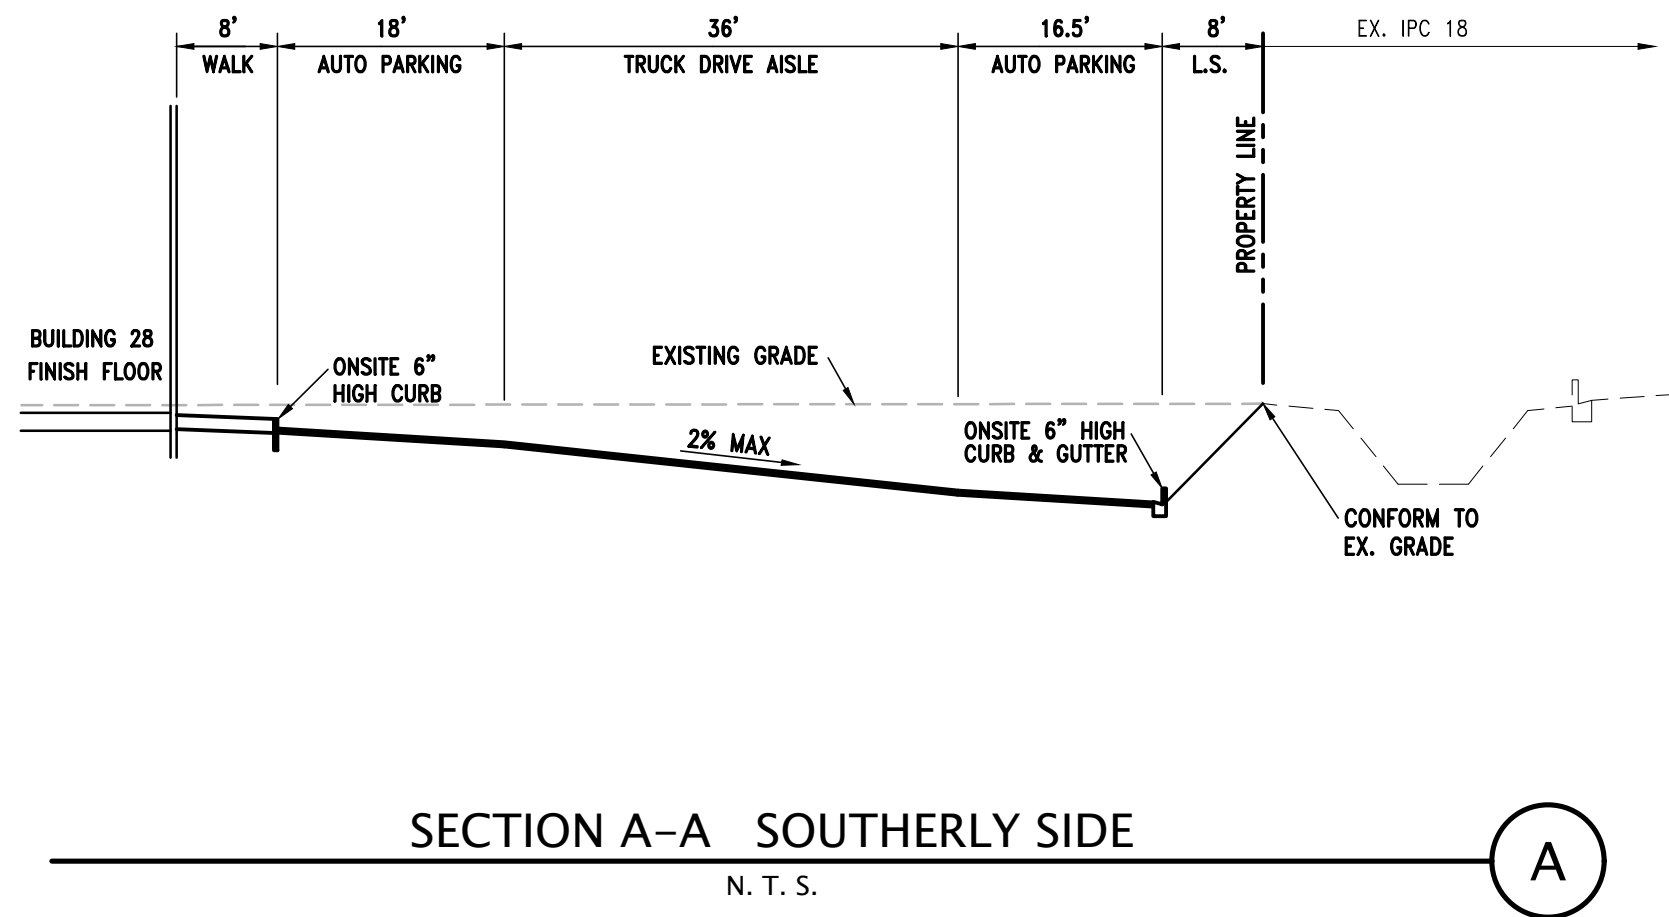 8' 18' 36' 16.5' 8' EX. IPC 18
WALK AUTO PARKING TRUCK DRIVE AISLE AUTO PARKING L.S.
PROPERTY LINE
BUILDING 28
FINISH FLOOR
ONSITE 6"
HIGH CURB
EXISTING GRADE
2% MAX
ONSITE 6" HIGH
CURB & GUTTER
CONFORM TO
EX. GRADE
SECTION A-A SOUTHERLY SIDE
N. T. S.
A